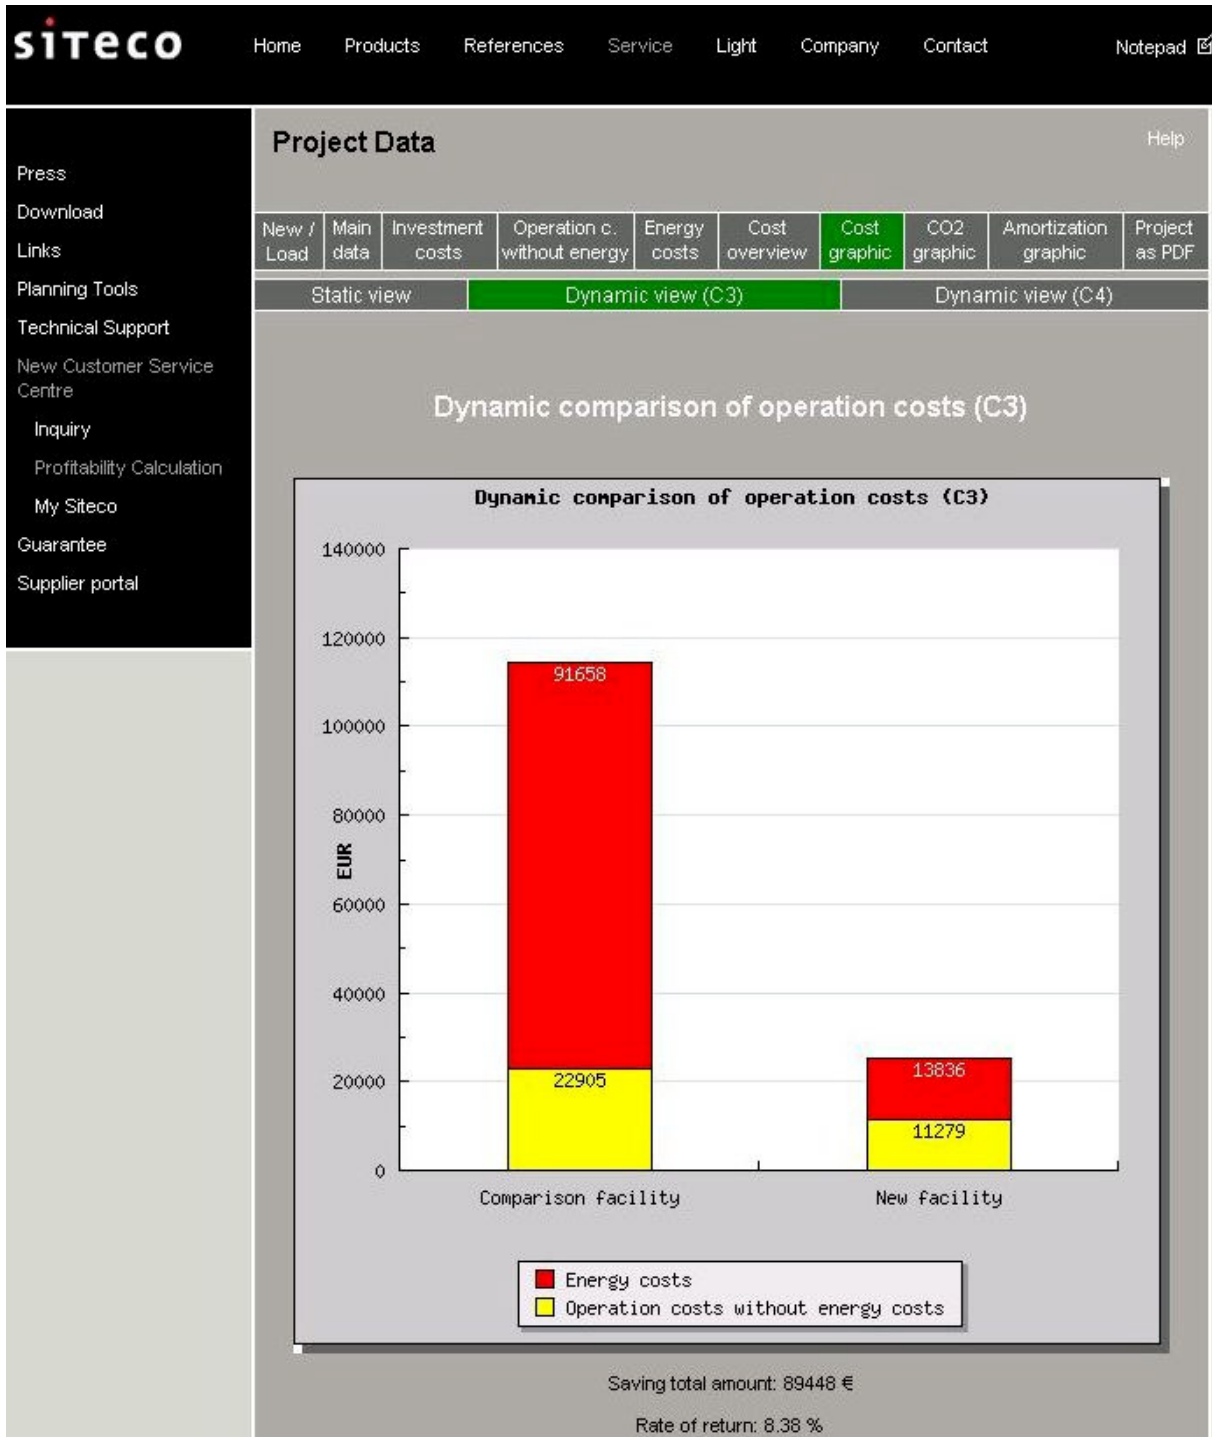 siteco
Home Products References Service Light Company Contact Notepad
Press
Download
Links
Planning Tools
Technical Support
New Customer Service
Centre
Inquiry
Profitability Calculation
My Siteco
Guarantee
Supplier portal
Project Data
Help
New / Load
Main data
Investment costs
Operation c. without energy
Energy costs
Cost overview
Cost graphic
CO2 graphic
Amortization graphic
Project as PDF
Static view Dynamic view (C3) Dynamic view (C4)
Dynamic comparison of operation costs (C3)
Dynamic comparison of operation costs (C3)
EUR
140000
120000
100000
80000
60000
40000
20000
0
91658
22905
13836
11279
Comparison facility New facility
Energy costs
Operation costs without energy costs
Saving total amount: 89448 €
Rate of return: 8.38 %